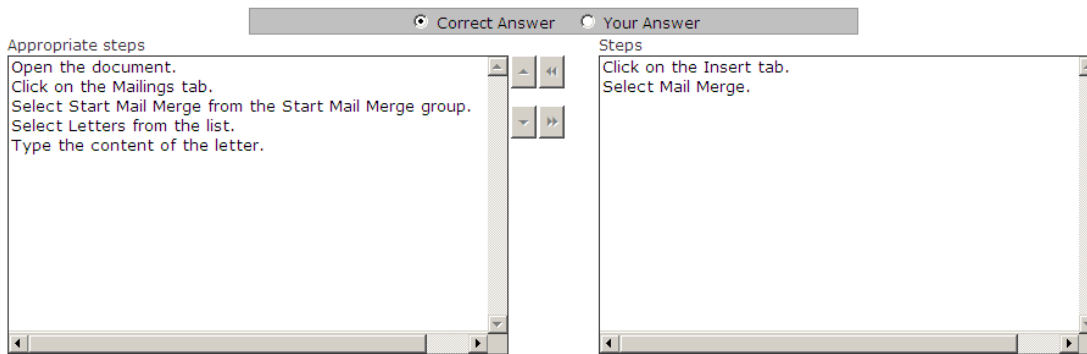 Correct Answer Your Answer
Appropriate steps
Open the document.
Click on the Mailings tab.
Select Start Mail Merge from the Start Mail Merge group.
Select Letters from the list.
Type the content of the letter.
Steps
Click on the Insert tab.
Select Mail Merge.